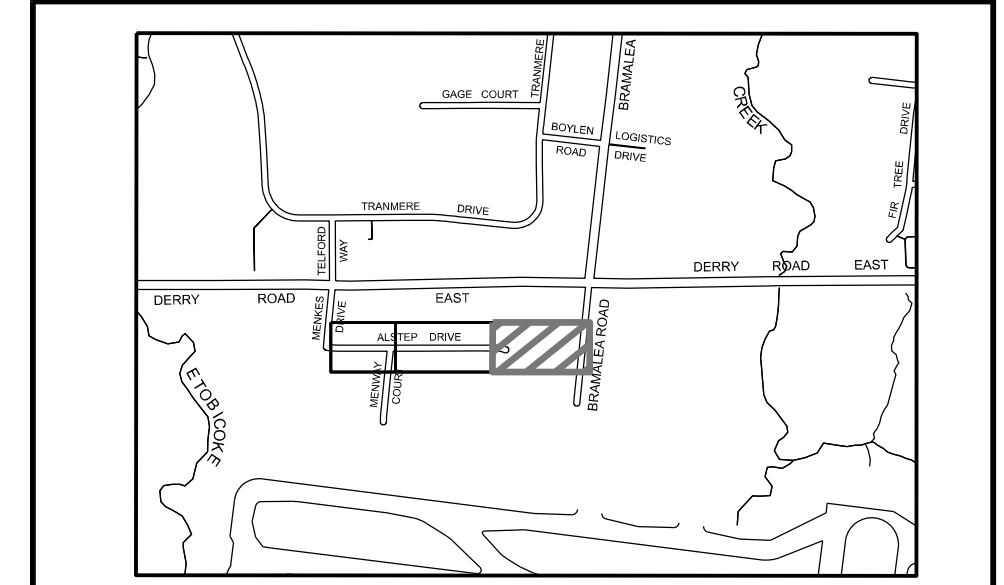 TRANMERE
BRAMALEA
GAGE COURT
CREEK
DRIVE
BOYLEN
LOGISTICS
ROAD
DRIVE
FIR TREE
TRANMERE DRIVE
TELFORD
WAY
DERRY ROAD EAST
DERRY ROAD EAST
MENKES
DRIVE
ALSTEP DRIVE
BRAMALEA ROAD
MENWAY
COURT
ETOBICOKE